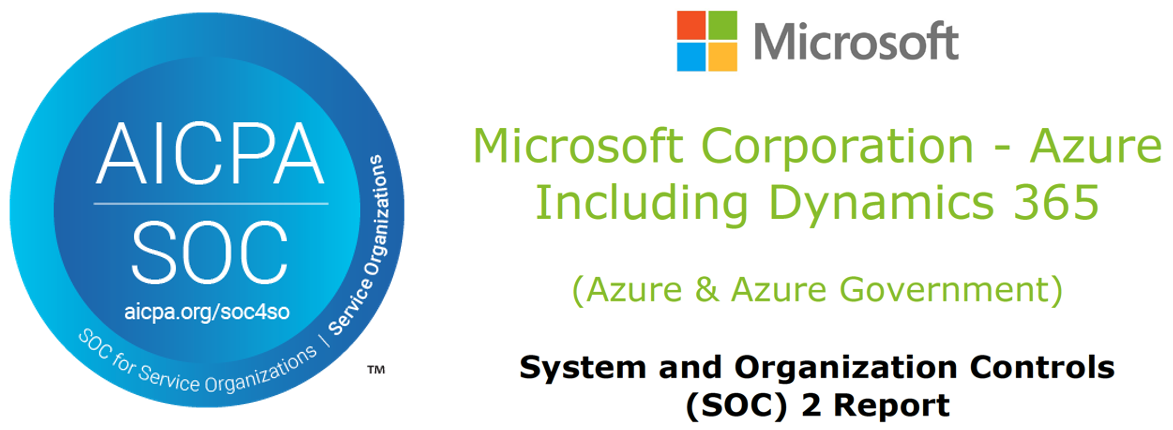 AICPA
SOC
aicpa.org/soc4so
SOC for Service Organizations | Service Organizations
TM
Microsoft
Microsoft Corporation - Azure
Including Dynamics 365
(Azure & Azure Government)
System and Organization Controls
(SOC) 2 Report